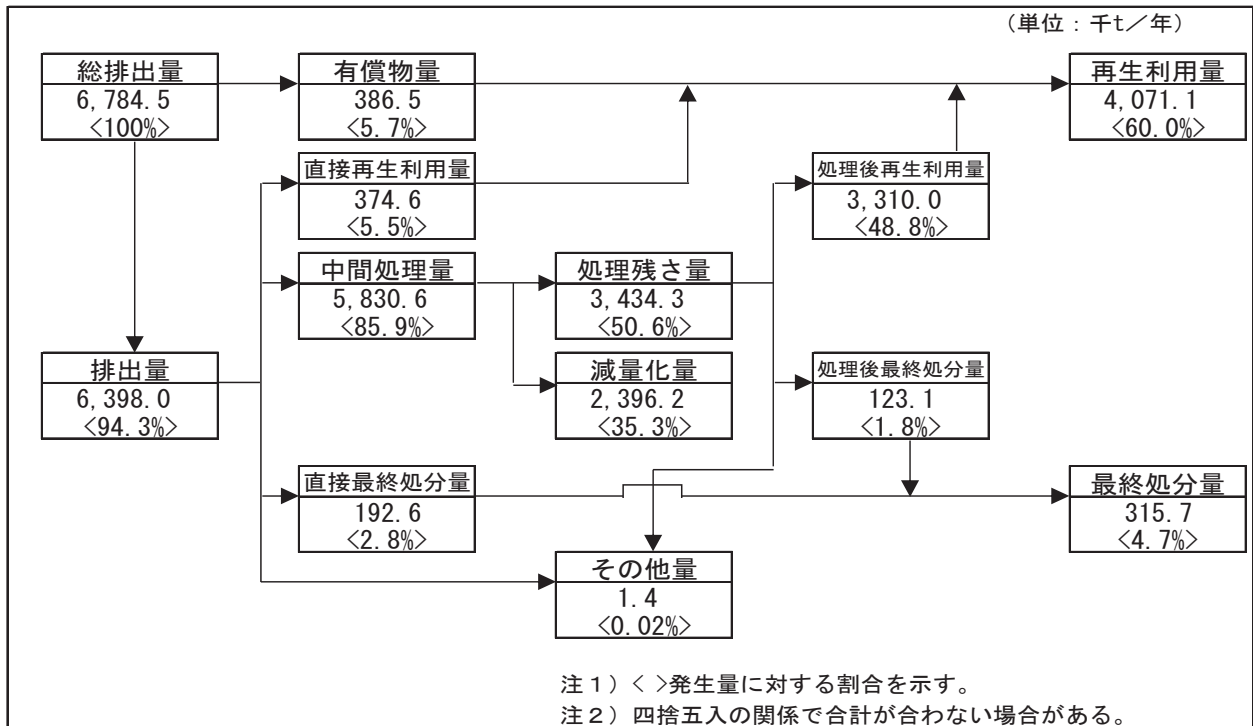 (単位：千t／年)
総排出量
6,784.5
<100%>
有償物量
386.5
<5.7%>
再生利用量
4,071.1
<60.0%>
直接再生利用量
374.6
<5.5%>
処理後再生利用量
3,310.0
<48.8%>
中間処理量
5,830.6
<85.9%>
処理残さ量
3,434.3
<50.6%>
排出量
6,398.0
<94.3%>
減量化量
2,396.2
<35.3%>
処理後最終処分量
123.1
<1.8%>
直接最終処分量
192.6
<2.8%>
最終処分量
315.7
<4.7%>
その他量
1.4
<0.02%>
注１）< >発生量に対する割合を示す。
注２）四捨五入の関係で合計が合わない場合がある。